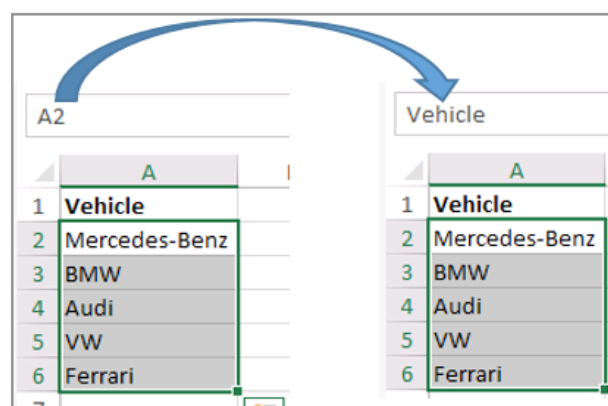 A2
A
1 Vehicle
2 Mercedes-Benz
3 BMW
4 Audi
5 VW
6 Ferrari
Vehicle
A
1 Vehicle
2 Mercedes-Benz
3 BMW
4 Audi
5 VW
6 Ferrari